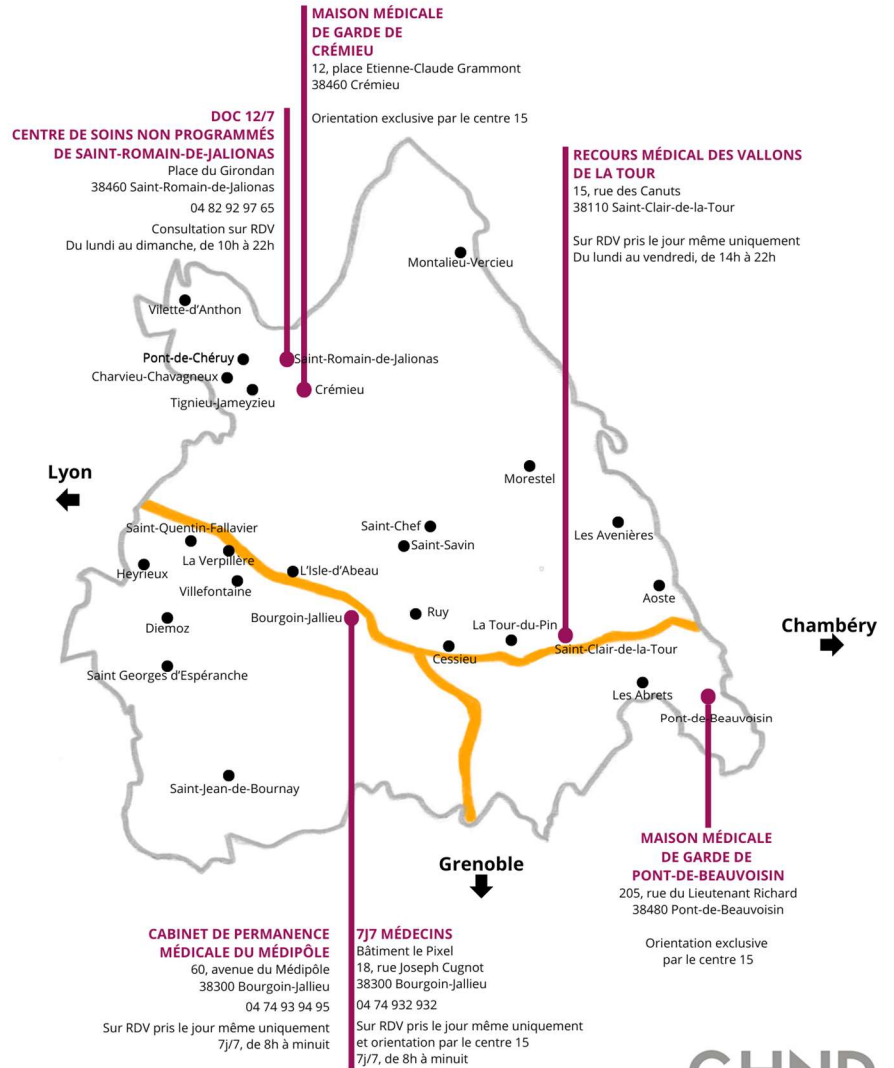 MAISON MÉDICALE
DE GARDE DE
CRÉMIEU
12, place Etienne-Claude Grammont
38460 Crémieu
Orientation exclusive par le centre 15
DOC 12/7
CENTRE DE SOINS NON PROGRAMMÉS
DE SAINT-ROMAIN-DE-JALIONAS
Place du Girondan
38460 Saint-Romain-de-Jalionas
04 82 92 97 65
Consultation sur RDV
Du lundi au dimanche, de 10h à 22h
RECOURS MÉDICAL DES VALLONS
DE LA TOUR
15, rue des Canuts
38110 Saint-Clair-de-la-Tour
Sur RDV pris le jour même uniquement
Du lundi au vendredi, de 14h à 22h
Montalieu-Vercieu
Vilette-d'Anthon
Pont-de-Chéruy
Saint-Romain-de-Jalionas
Charvieu-Chavagneux
Crémieu
Tignieu-Jameyzieu
Lyon
Morestel
Saint-Chef
Saint-Quentin-Fallavier
Les Avenières
Saint-Savin
La Verpillère
Heyrieux
L'Isle-d'Abeau
Villefontaine
Aoste
Ruy
Bourgoin-Jallieu
La Tour-du-Pin
Diemoz
Chambéry
Saint-Clair-de-la-Tour
Cessieu
Saint Georges d'Espéranche
Les Abrets
Pont-de-Beauvoisin
Saint-Jean-de-Bournay
Grenoble
MAISON MÉDICALE
DE GARDE DE
PONT-DE-BEAUVOISIN
205, rue du Lieutenant Richard
38480 Pont-de-Beauvoisin
Orientation exclusive
par le centre 15
CABINET DE PERMANENCE
MÉDICALE DU MÉDIPÔLE
60, avenue du Médipôle
38300 Bourgoin-Jallieu
04 74 93 94 95
Sur RDV pris le jour même uniquement
7j/7, de 8h à minuit
7J7 MÉDECINS
Bâtiment le Pixel
18, rue Joseph Cugnot
38300 Bourgoin-Jallieu
04 74 932 932
Sur RDV pris le jour même uniquement
et orientation par le centre 15
7j/7, de 8h à minuit